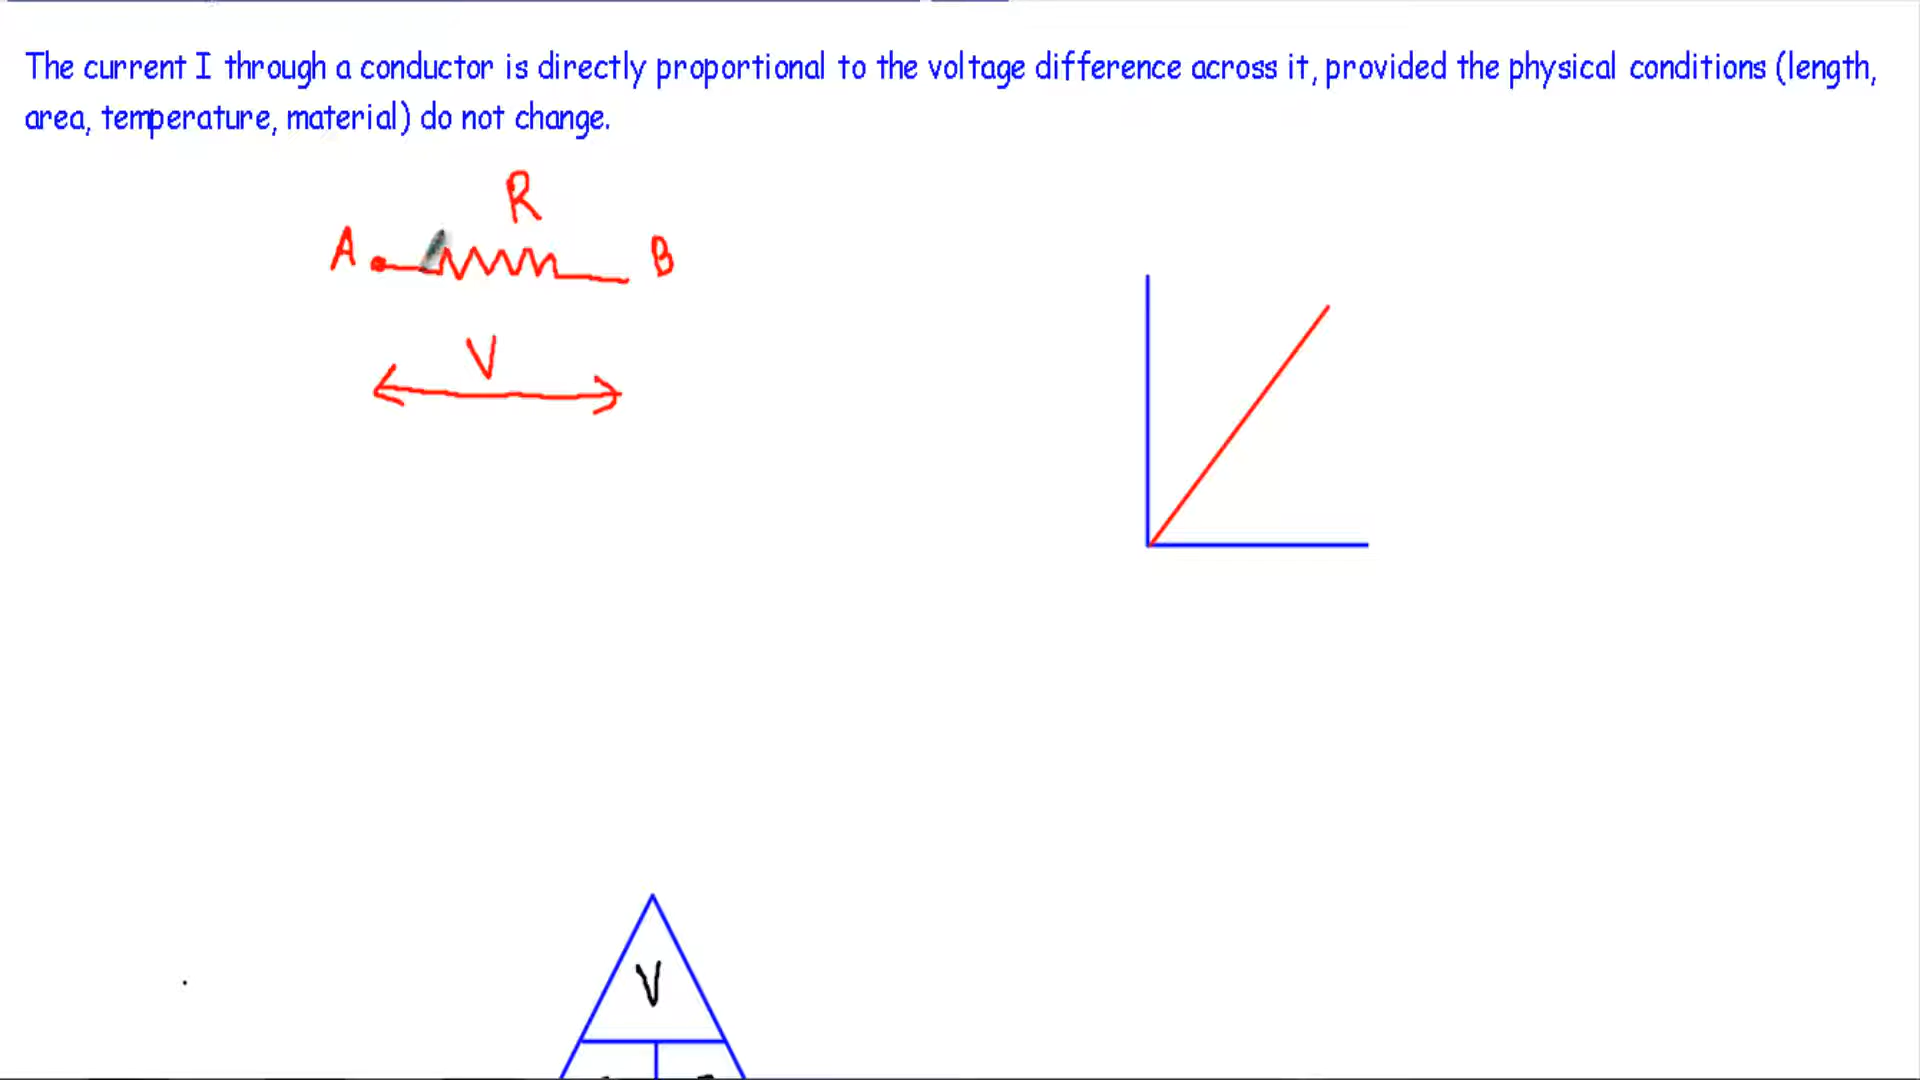 The current I through a conductor is directly proportional to the voltage difference across it, provided the physical conditions (length,
area, temperature, material) do not change.
R
A B
V
V